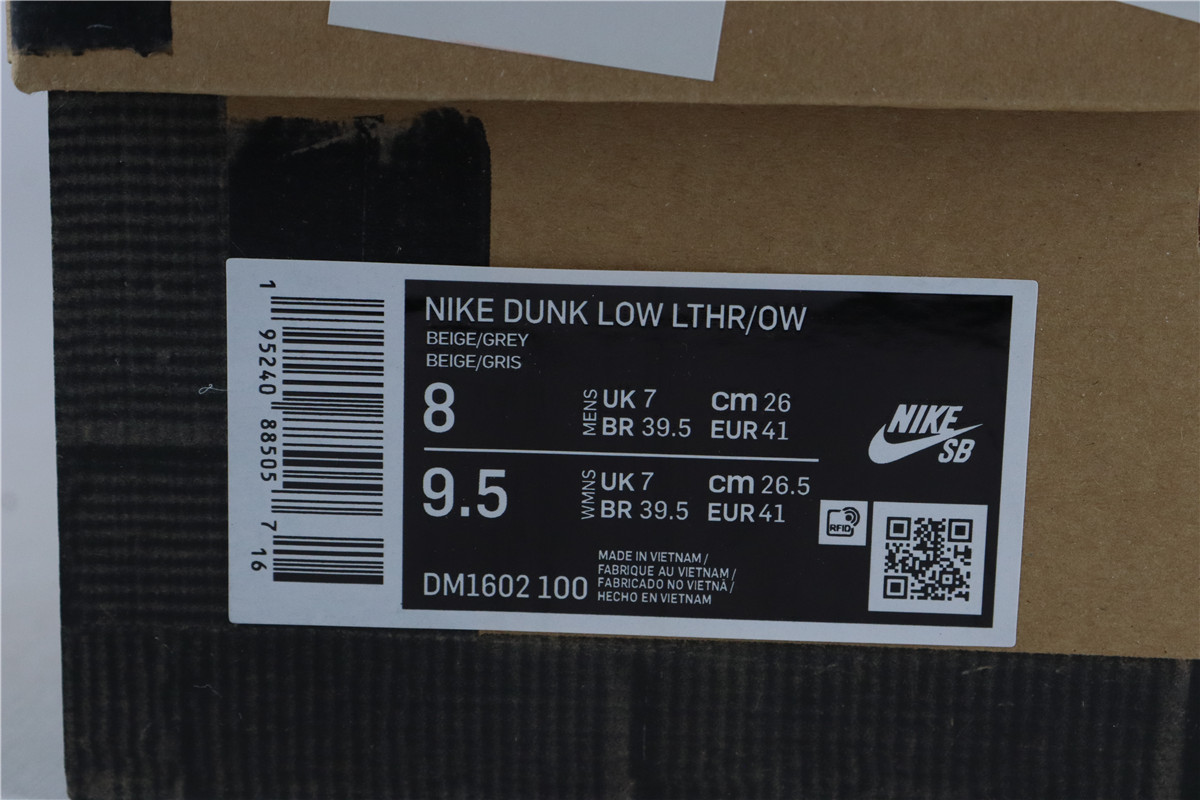 1 95240 88505 7 16
NIKE DUNK LOW LTHR/OW
BEIGE/GREY
BEIGE/GRIS
8
MENS
UK 7 cm 26
BR 39.5 EUR 41
9.5
WMNS
UK 7 cm 26.5
BR 39.5 EUR 41
NIKE
SB
RFID
DM1602 100
MADE IN VIETNAM /
FABRIQUE AU VIETNAM /
FABRICADO NO VIETNÃ /
HECHO EN VIETNAM